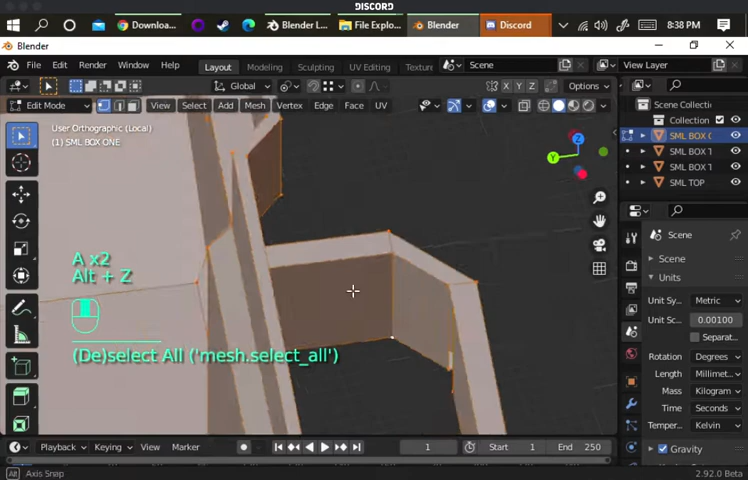 DISCORD
Downloa...
Blender L...
File Explo...
Blender
Discord
8:38 PM
Blender
File Edit Render Window Help Layout Modeling Sculpting UV Editing Textur Scene View Layer
Global Options
X Y Z
Edit Mode View Select Add Mesh Vertex Edge Face UV
User Orthographic (Local)
(1) SML BOX ONE
Z
Y
A x2
Alt + Z
(De)select All ('mesh.select_all')
Scene Collection
Collection
SML BOX
SML BOX T
SML BOX T
SML TOP
Scene
Scene
Units
Unit Sy... Metric
Unit Sc... 0.00100
Separat...
Rotation Degrees
Length Millimet...
Mass Kilogram
Time Seconds
Temper... Kelvin
Gravity
Playback Keying View Marker 1 Start 1 End 250
Alt Axis Snap 2.92.0 Beta